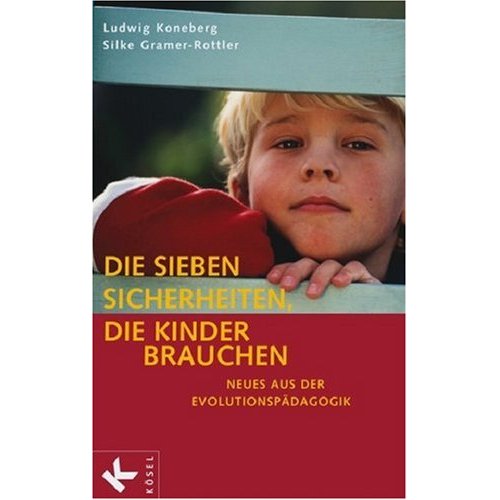 Ludwig Koneberg
Silke Gramer-Rottler
DIE SIEBEN
SICHERHEITEN,
DIE KINDER
BRAUCHEN
NEUES AUS DER
EVOLUTIONSPÄDAGOGIK
KÖSEL